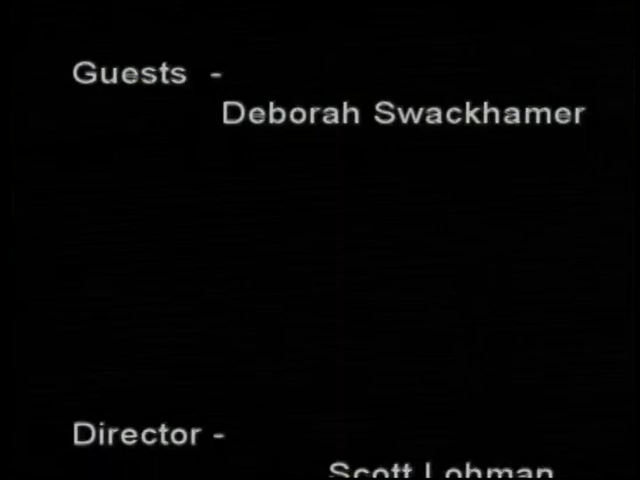 Guests -
Deborah Swackhamer
Director -
Scott Lohman